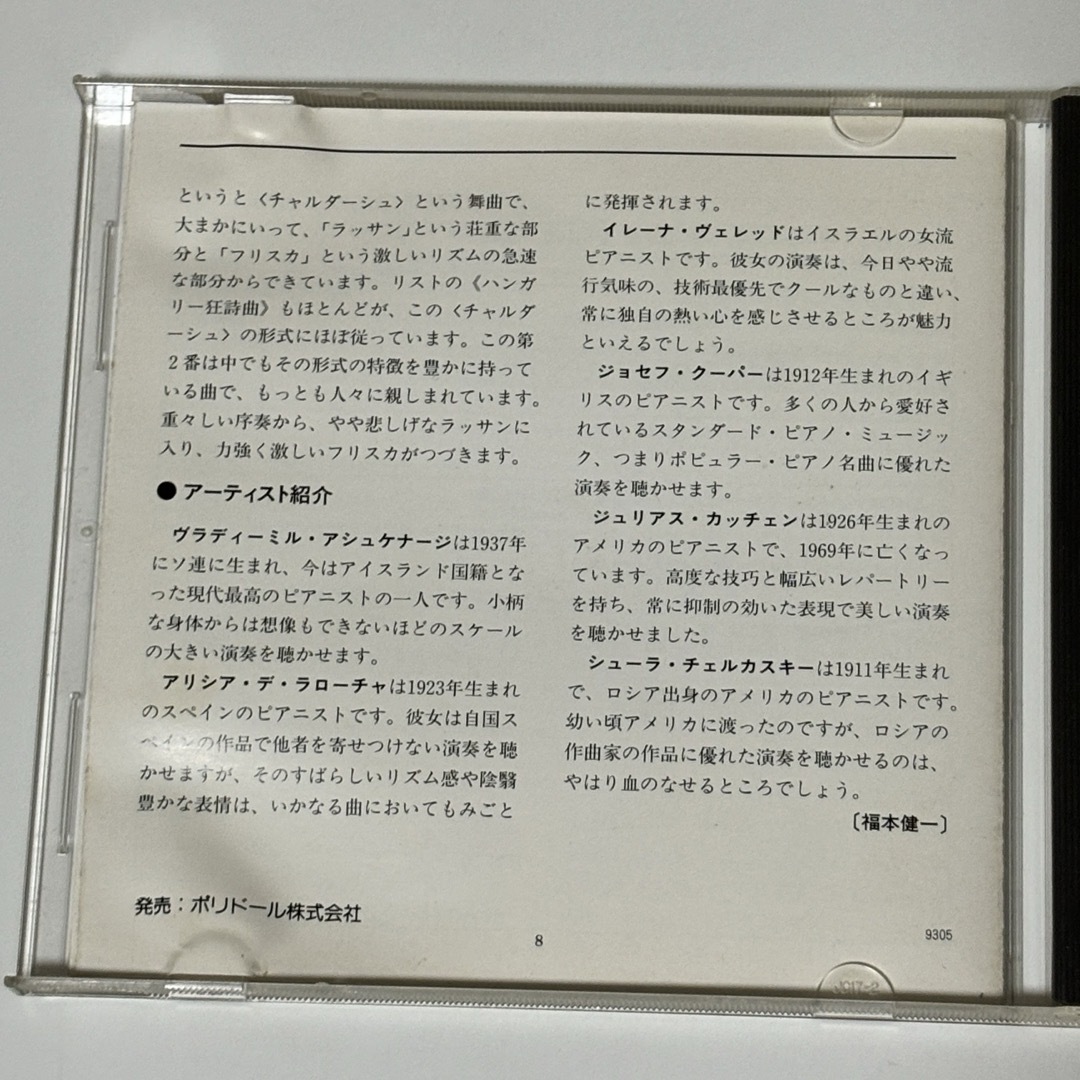 というと〈チャルダーシュ〉という舞曲で、
大まかにいって、「ラッサン」という荘重な部
分と「フリスカ」という激しいリズムの急速
な部分からできています。リストの《ハンガ
リー狂詩曲》もほとんどが、この〈チャルダ
ーシュ〉の形式にほぼ従っています。この第
2番は中でもその形式の特徴を豊かに持って
いる曲で、もっとも人々に親しまれています。
重々しい序奏から、やや悲しげなラッサンに
入り、力強く激しいフリスカがつづきます。
●アーティスト紹介
ヴラディーミル・アシュケナージは1937年
にソ連に生まれ、今はアイスランド国籍とな
った現代最高のピアニストの一人です。小柄
な身体からは想像もできないほどのスケール
の大きい演奏を聴かせます。
アリシア・デ・ラローチャは1923年生まれ
のスペインのピアニストです。彼女は自国ス
ペインの作品で他者を寄せつけない演奏を聴
かせますが、そのすばらしいリズム感や陰翳
豊かな表情は、いかなる曲においてもみごと
に発揮されます。
イレーナ・ヴェレッドはイスラエルの女流
ピアニストです。彼女の演奏は、今日やや流
行気味の、技術最優先でクールなものと違い、
常に独自の熱い心を感じさせるところが魅力
といえるでしょう。
ジョセフ・クーパーは1912年生まれのイギ
リスのピアニストです。多くの人から愛好さ
れているスタンダード・ピアノ・ミュージッ
ク、つまりポピュラー・ピアノ名曲に優れた
演奏を聴かせます。
ジュリアス・カッチェンは1926年生まれの
アメリカのピアニストで、1969年に亡くなっ
ています。高度な技巧と幅広いレパートリー
を持ち、常に抑制の効いた表現で美しい演奏
を聴かせました。
シューラ・チェルカスキーは1911年生まれ
で、ロシア出身のアメリカのピアニストです。
幼い頃アメリカに渡ったのですが、ロシアの
作曲家の作品に優れた演奏を聴かせるのは、
やはり血のなせるところでしょう。
〔福本健一〕
発売：ポリドール株式会社
8
9305
JC17-2